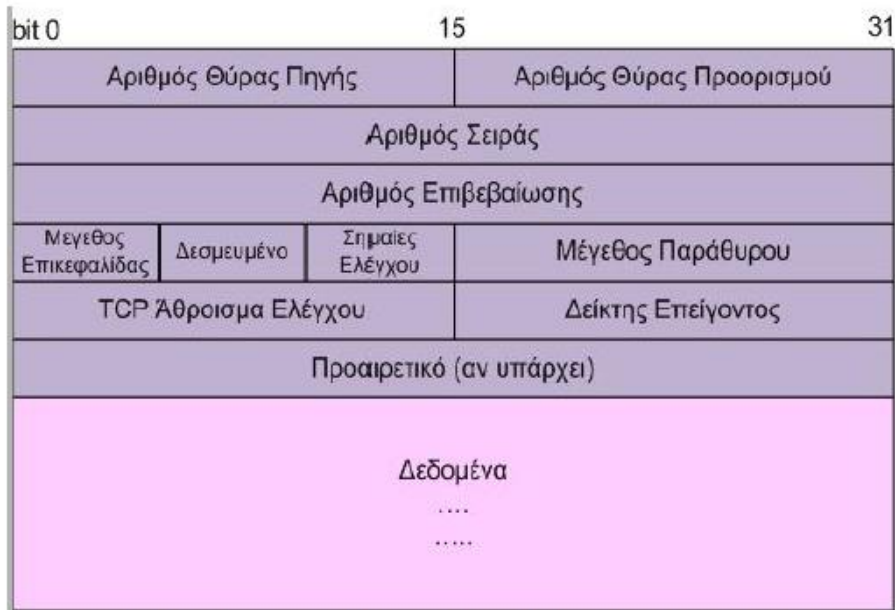 bit 0 15 31
Αριθμός Θύρας Πηγής Αριθμός Θύρας Προορισμού
Αριθμός Σειράς
Αριθμός Επιβεβαίωσης
Μεγεθος
Επικεφαλίδας
Δεσμευμένο
Σημαίες
Ελέγχου
Μέγεθος Παράθυρου
TCP Άθροισμα Ελέγχου Δείκτης Επείγοντος
Προαιρετικό (αν υπάρχει)
Δεδομένα
....
.....